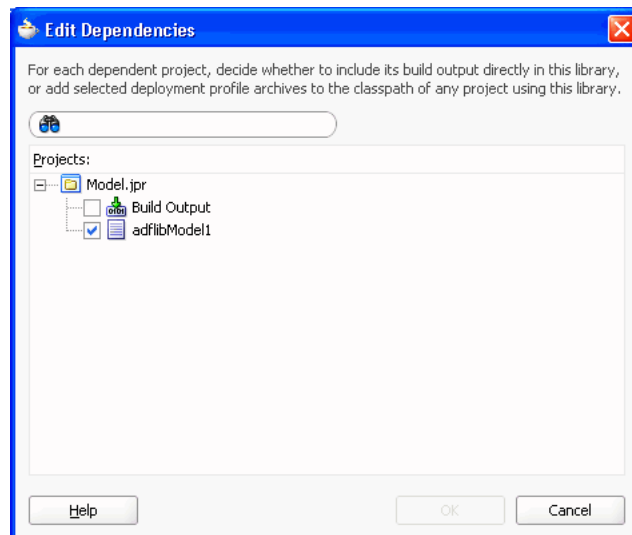 Edit Dependencies
For each dependent project, decide whether to include its build output directly in this library,
or add selected deployment profile archives to the classpath of any project using this library.
Projects:
Model.jpr
Build Output
adflibModel1
Help
OK
Cancel